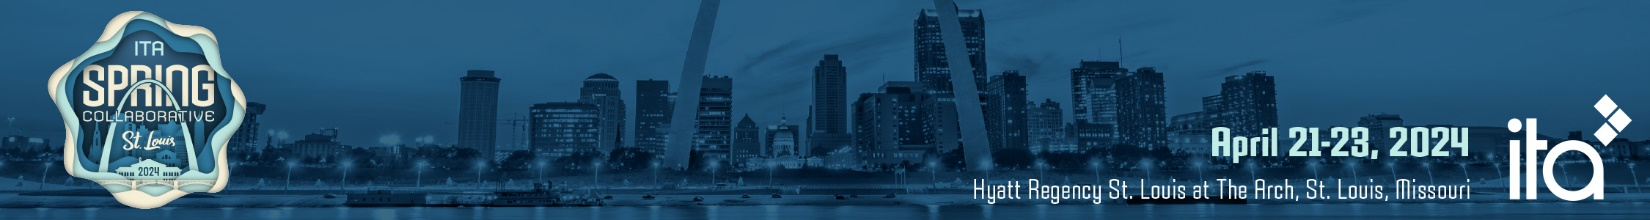 ITA
SPRING
COLLABORATIVE
St. Louis
2024
April 21-23, 2024
Hyatt Regency St. Louis at The Arch, St. Louis, Missouri
ita